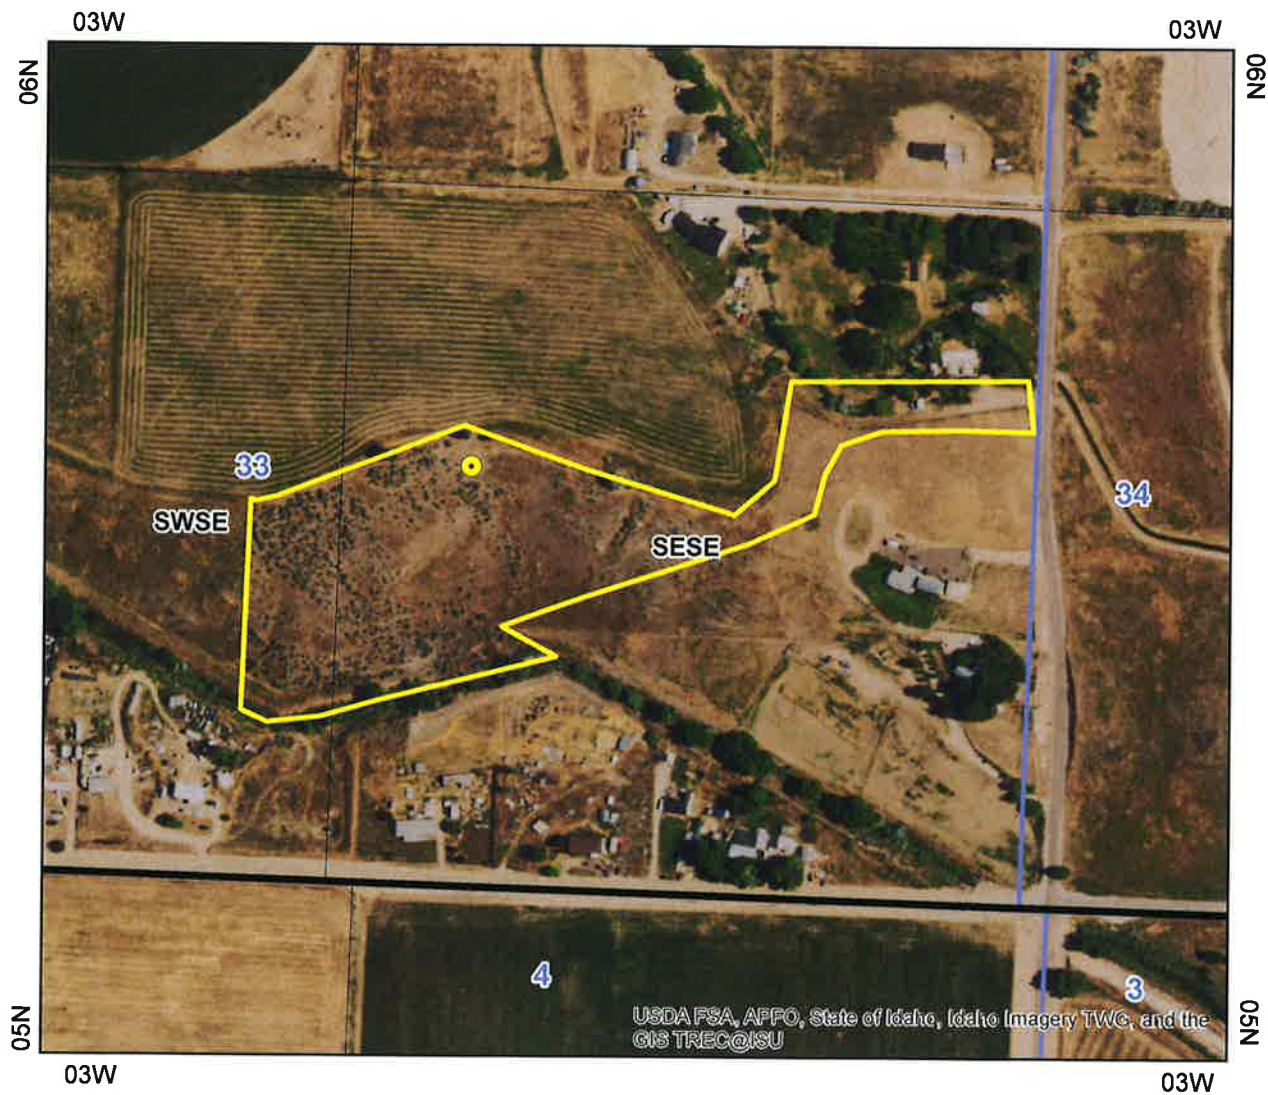 03W
03W
06N
06N
33
34
SWSE
SESE
4
3
USDA FSA, APFO, State of Idaho, Idaho Imagery TWG, and the
GIS TREC@ISU
05N
05N
03W
03W